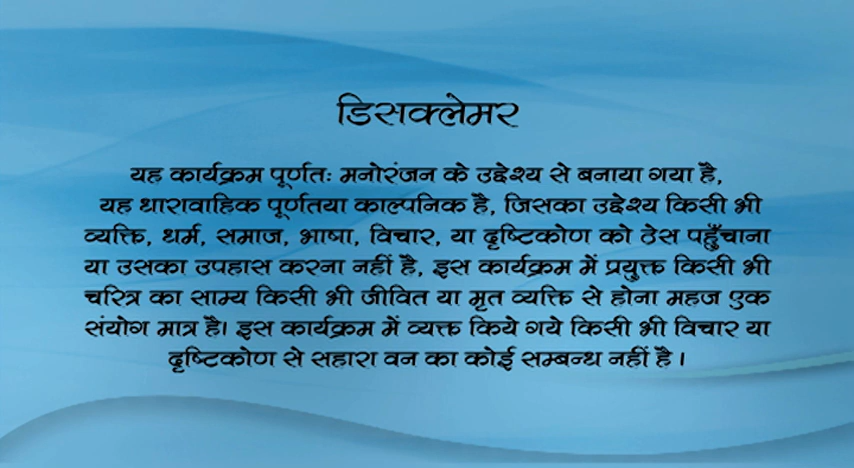 डिसक्लेमर
यह कार्यक्रम पूर्णतः मनोरंजन के उद्देश्य से बनाया गया है,
यह धारावाहिक पूर्णतया काल्पनिक है, जिसका उद्देश्य किसी भी
व्यक्ति, धर्म, समाज, भाषा, विचार, या दृष्टिकोण को ठेस पहुँचाना
या उसका उपहास करना नहीं है, इस कार्यक्रम में प्रयुक्त किसी भी
चरित्र का साम्य किसी भी जीवित या मृत व्यक्ति से होना महज एक
संयोग मात्र है। इस कार्यक्रम में व्यक्त किये गये किसी भी विचार या
दृष्टिकोण से सहारा वन का कोई सम्बन्ध नहीं है।